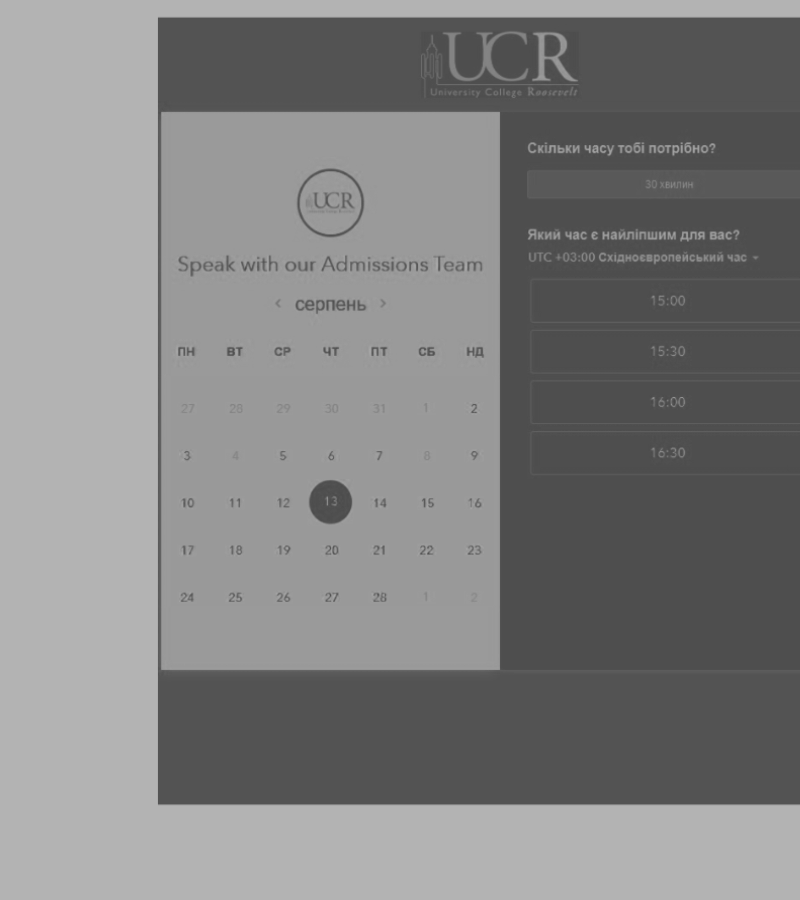 UCR
University College Roosevelt
UCR
Speak with our Admissions Team
< серпень >
ПН ВТ СР ЧТ ПТ СБ НД
27 28 29 30 31 1 2
3 4 5 6 7 8 9
10 11 12 13 14 15 16
17 18 19 20 21 22 23
24 25 26 27 28 1 2
Скільки часу тобі потрібно?
30 хвилин
Який час є найліпшим для вас?
UTC +03:00 Східноєвропейський час
15:00
15:30
16:00
16:30